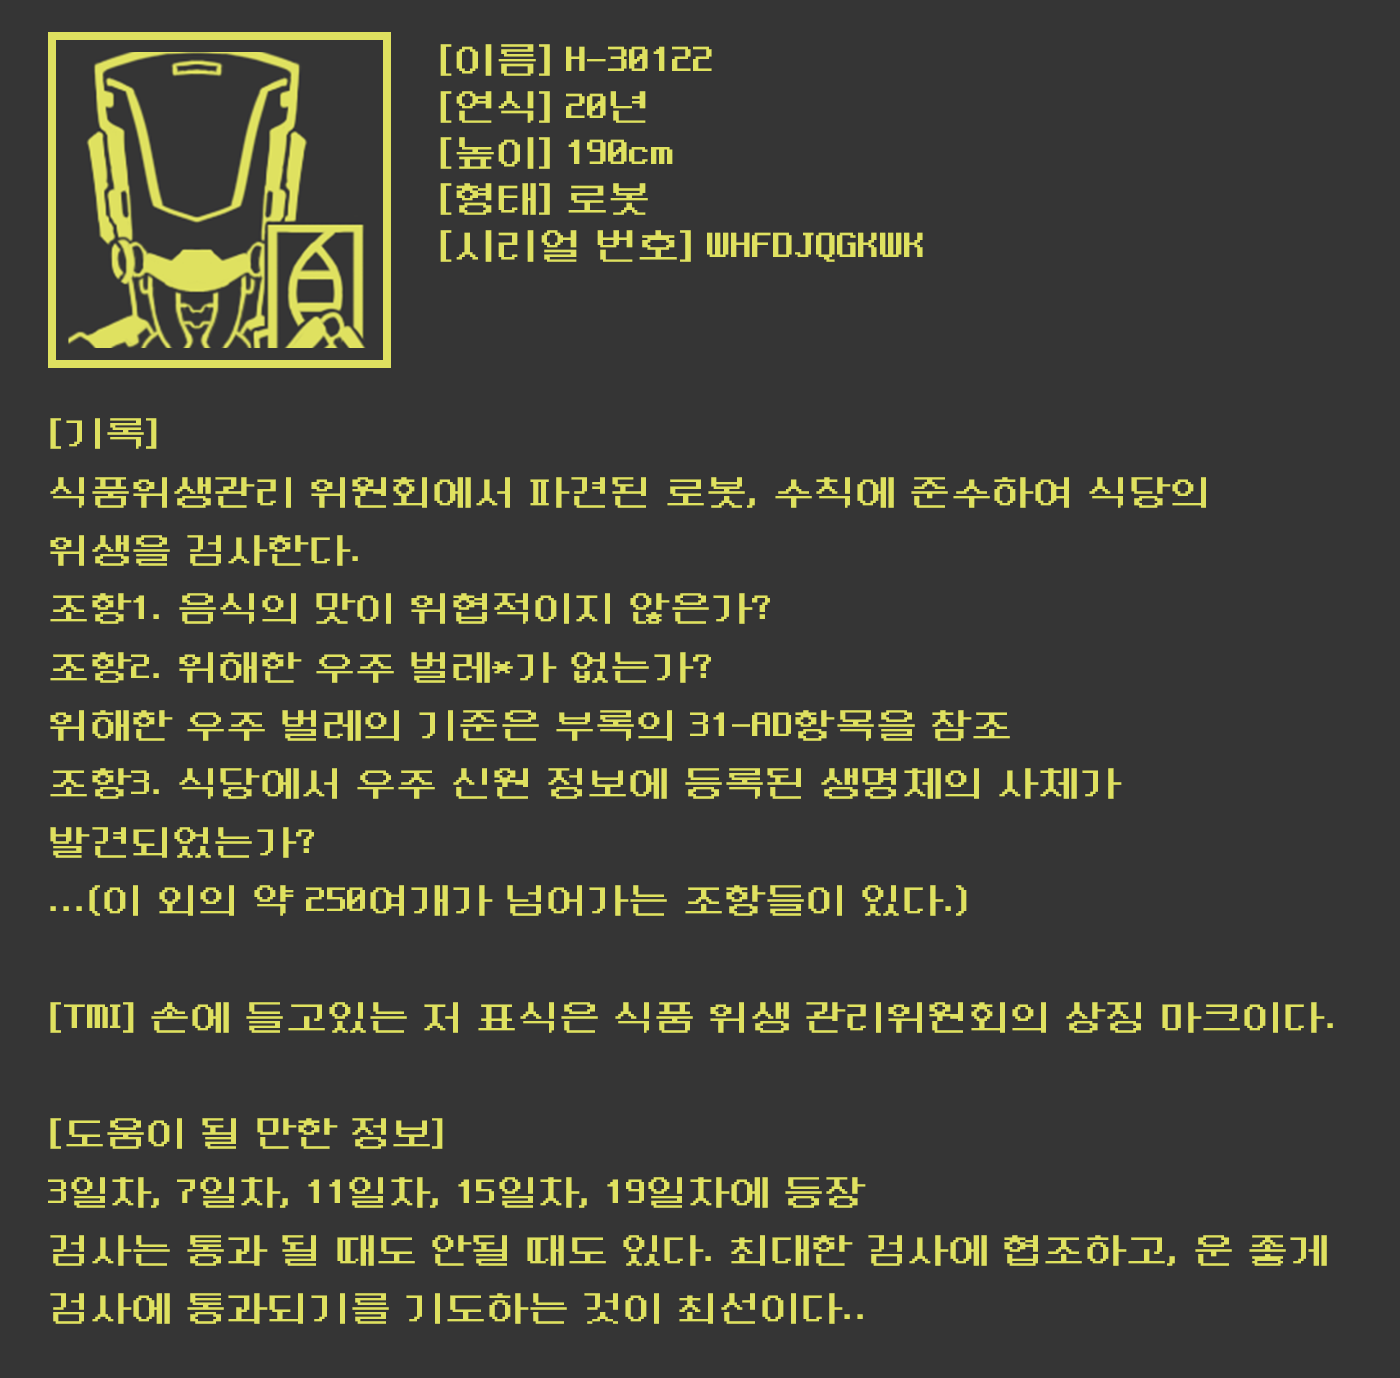 [이름] H-30122
[연식] 20년
[높이] 190cm
[형태] 로봇
[시리얼 번호] WHFDJQGKWK
[기록]
식품위생관리 위원회에서 파견된 로봇, 수칙에 준수하여 식당의
위생을 검사한다.
조항1. 음식의 맛이 위협적이지 않은가?
조항2. 위해한 우주 벌레*가 없는가?
위해한 우주 벌레의 기준은 부록의 31-AD항목을 참조
조항3. 식당에서 우주 신원 정보에 등록된 생명체의 사체가
발견되었는가?
...(이 외의 약 250여개가 넘어가는 조항들이 있다.)
[TMI] 손에 들고있는 저 표식은 식품 위생 관리위원회의 상징 마크이다.
[도움이 될 만한 정보]
3일차, 7일차, 11일차, 15일차, 19일차에 등장
검사는 통과 될 때도 안될 때도 있다. 최대한 검사에 협조하고, 운 좋게
검사에 통과되기를 기도하는 것이 최선이다..